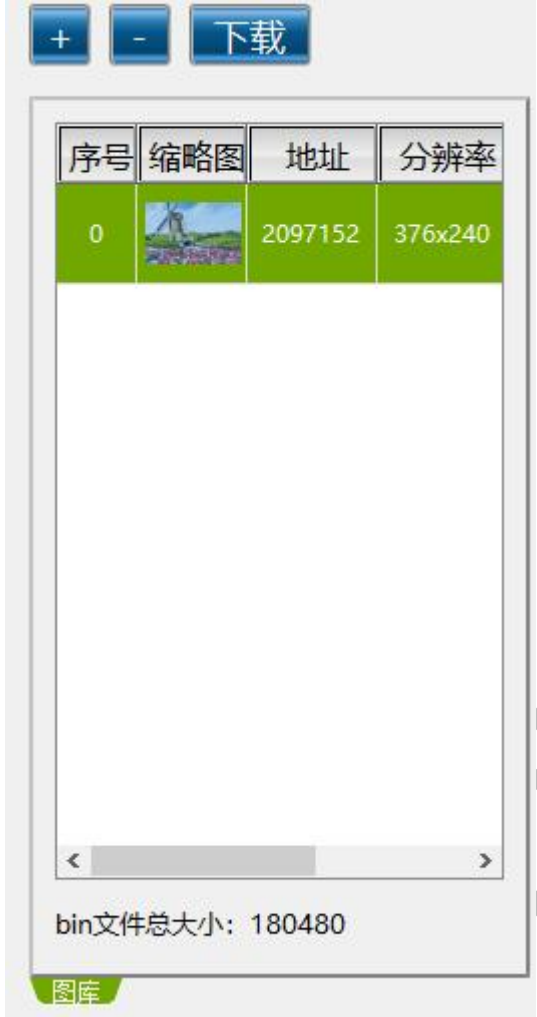 + - 下载
序号 缩略图 地址 分辨率
0 2097152 376x240
bin文件总大小：180480
图库